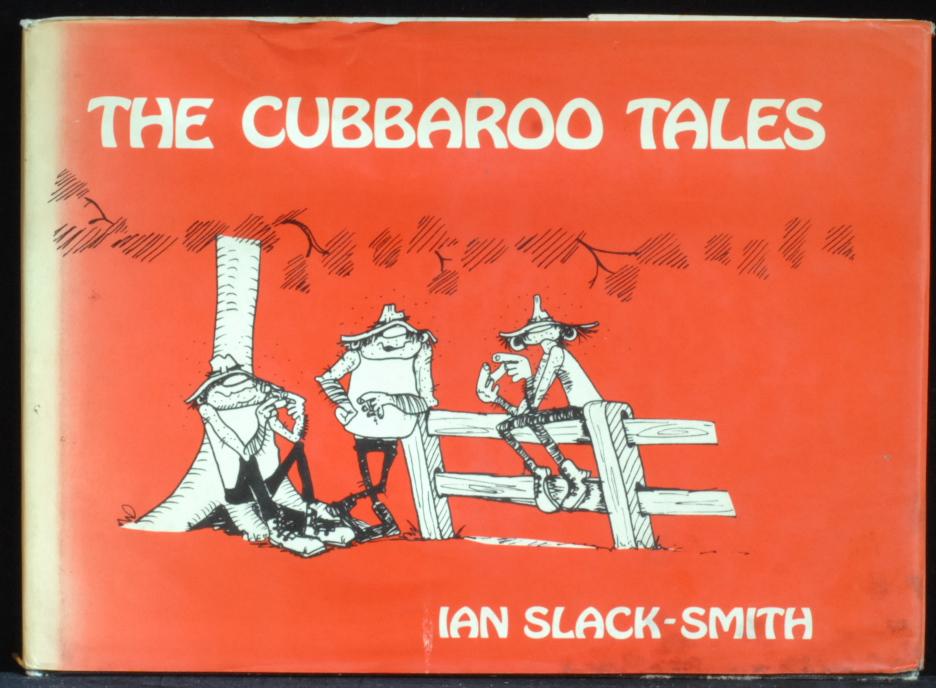 THE CUBBAROO TALES
IAN SLACK-SMITH